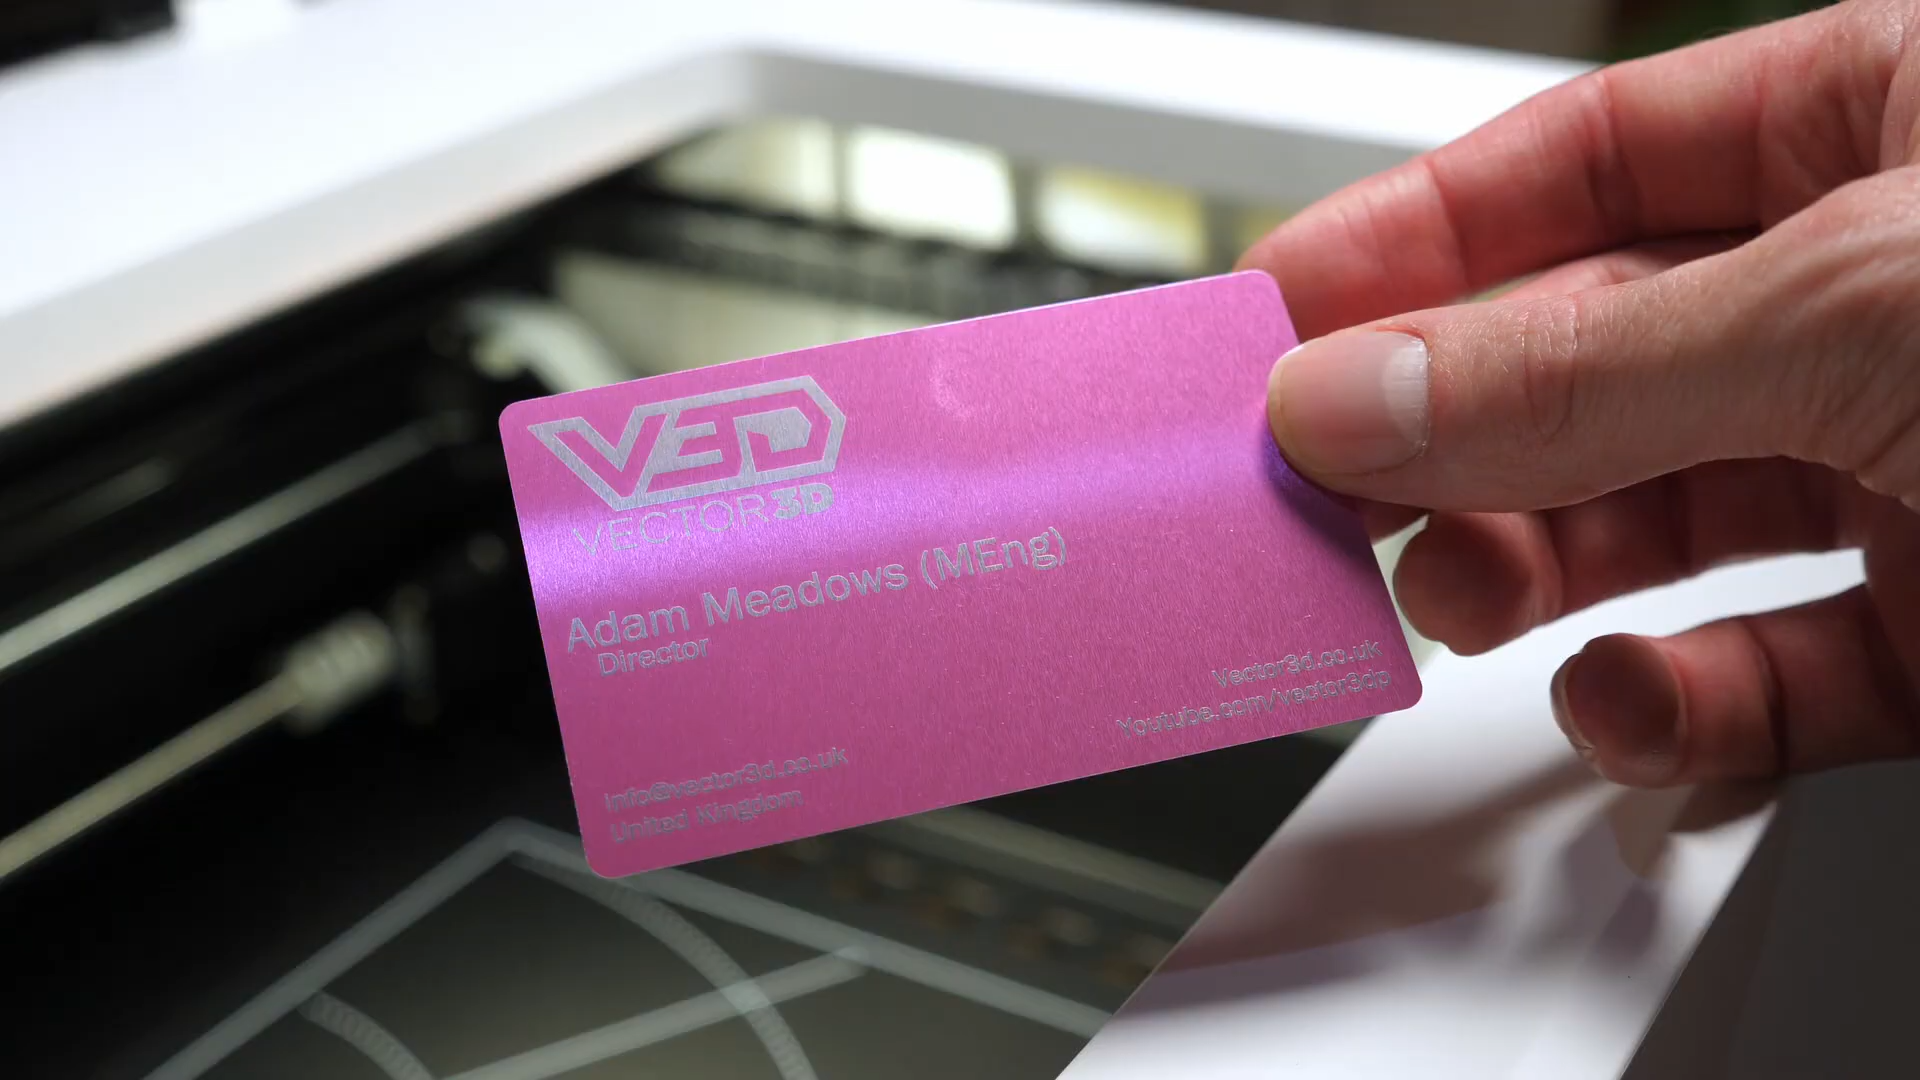 V3D
VECTOR3D
Adam Meadows (MEng)
Director
Vector3d.co.uk
Youtube.com/vector3dp
Info@vector3d.co.uk
United Kingdom